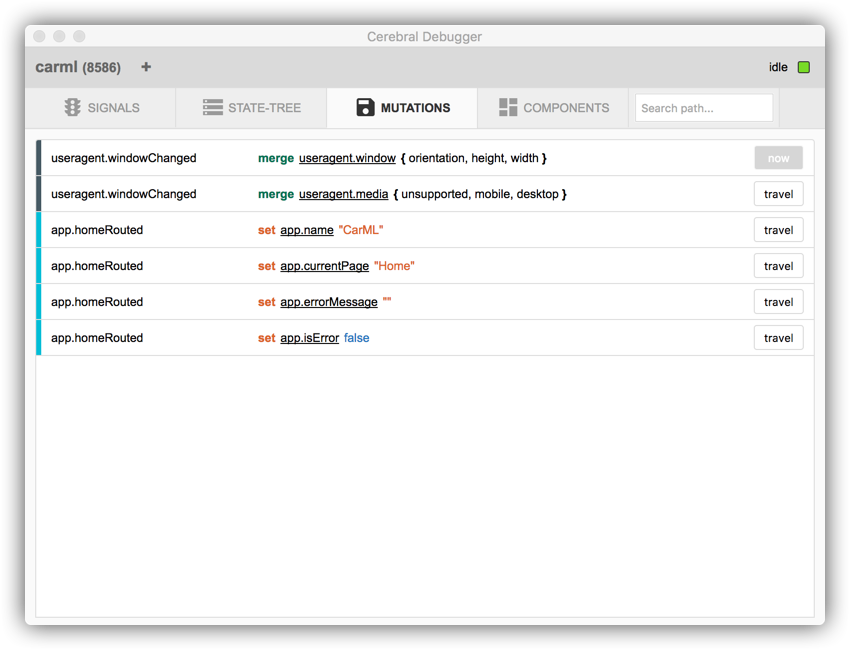 Cerebral Debugger
carml (8586) +
idle
SIGNALS
STATE-TREE
MUTATIONS
COMPONENTS
Search path...
useragent.windowChanged merge useragent.window { orientation, height, width } now
useragent.windowChanged merge useragent.media { unsupported, mobile, desktop } travel
app.homeRouted set app.name "CarML" travel
app.homeRouted set app.currentPage "Home" travel
app.homeRouted set app.errorMessage "" travel
app.homeRouted set app.isError false travel